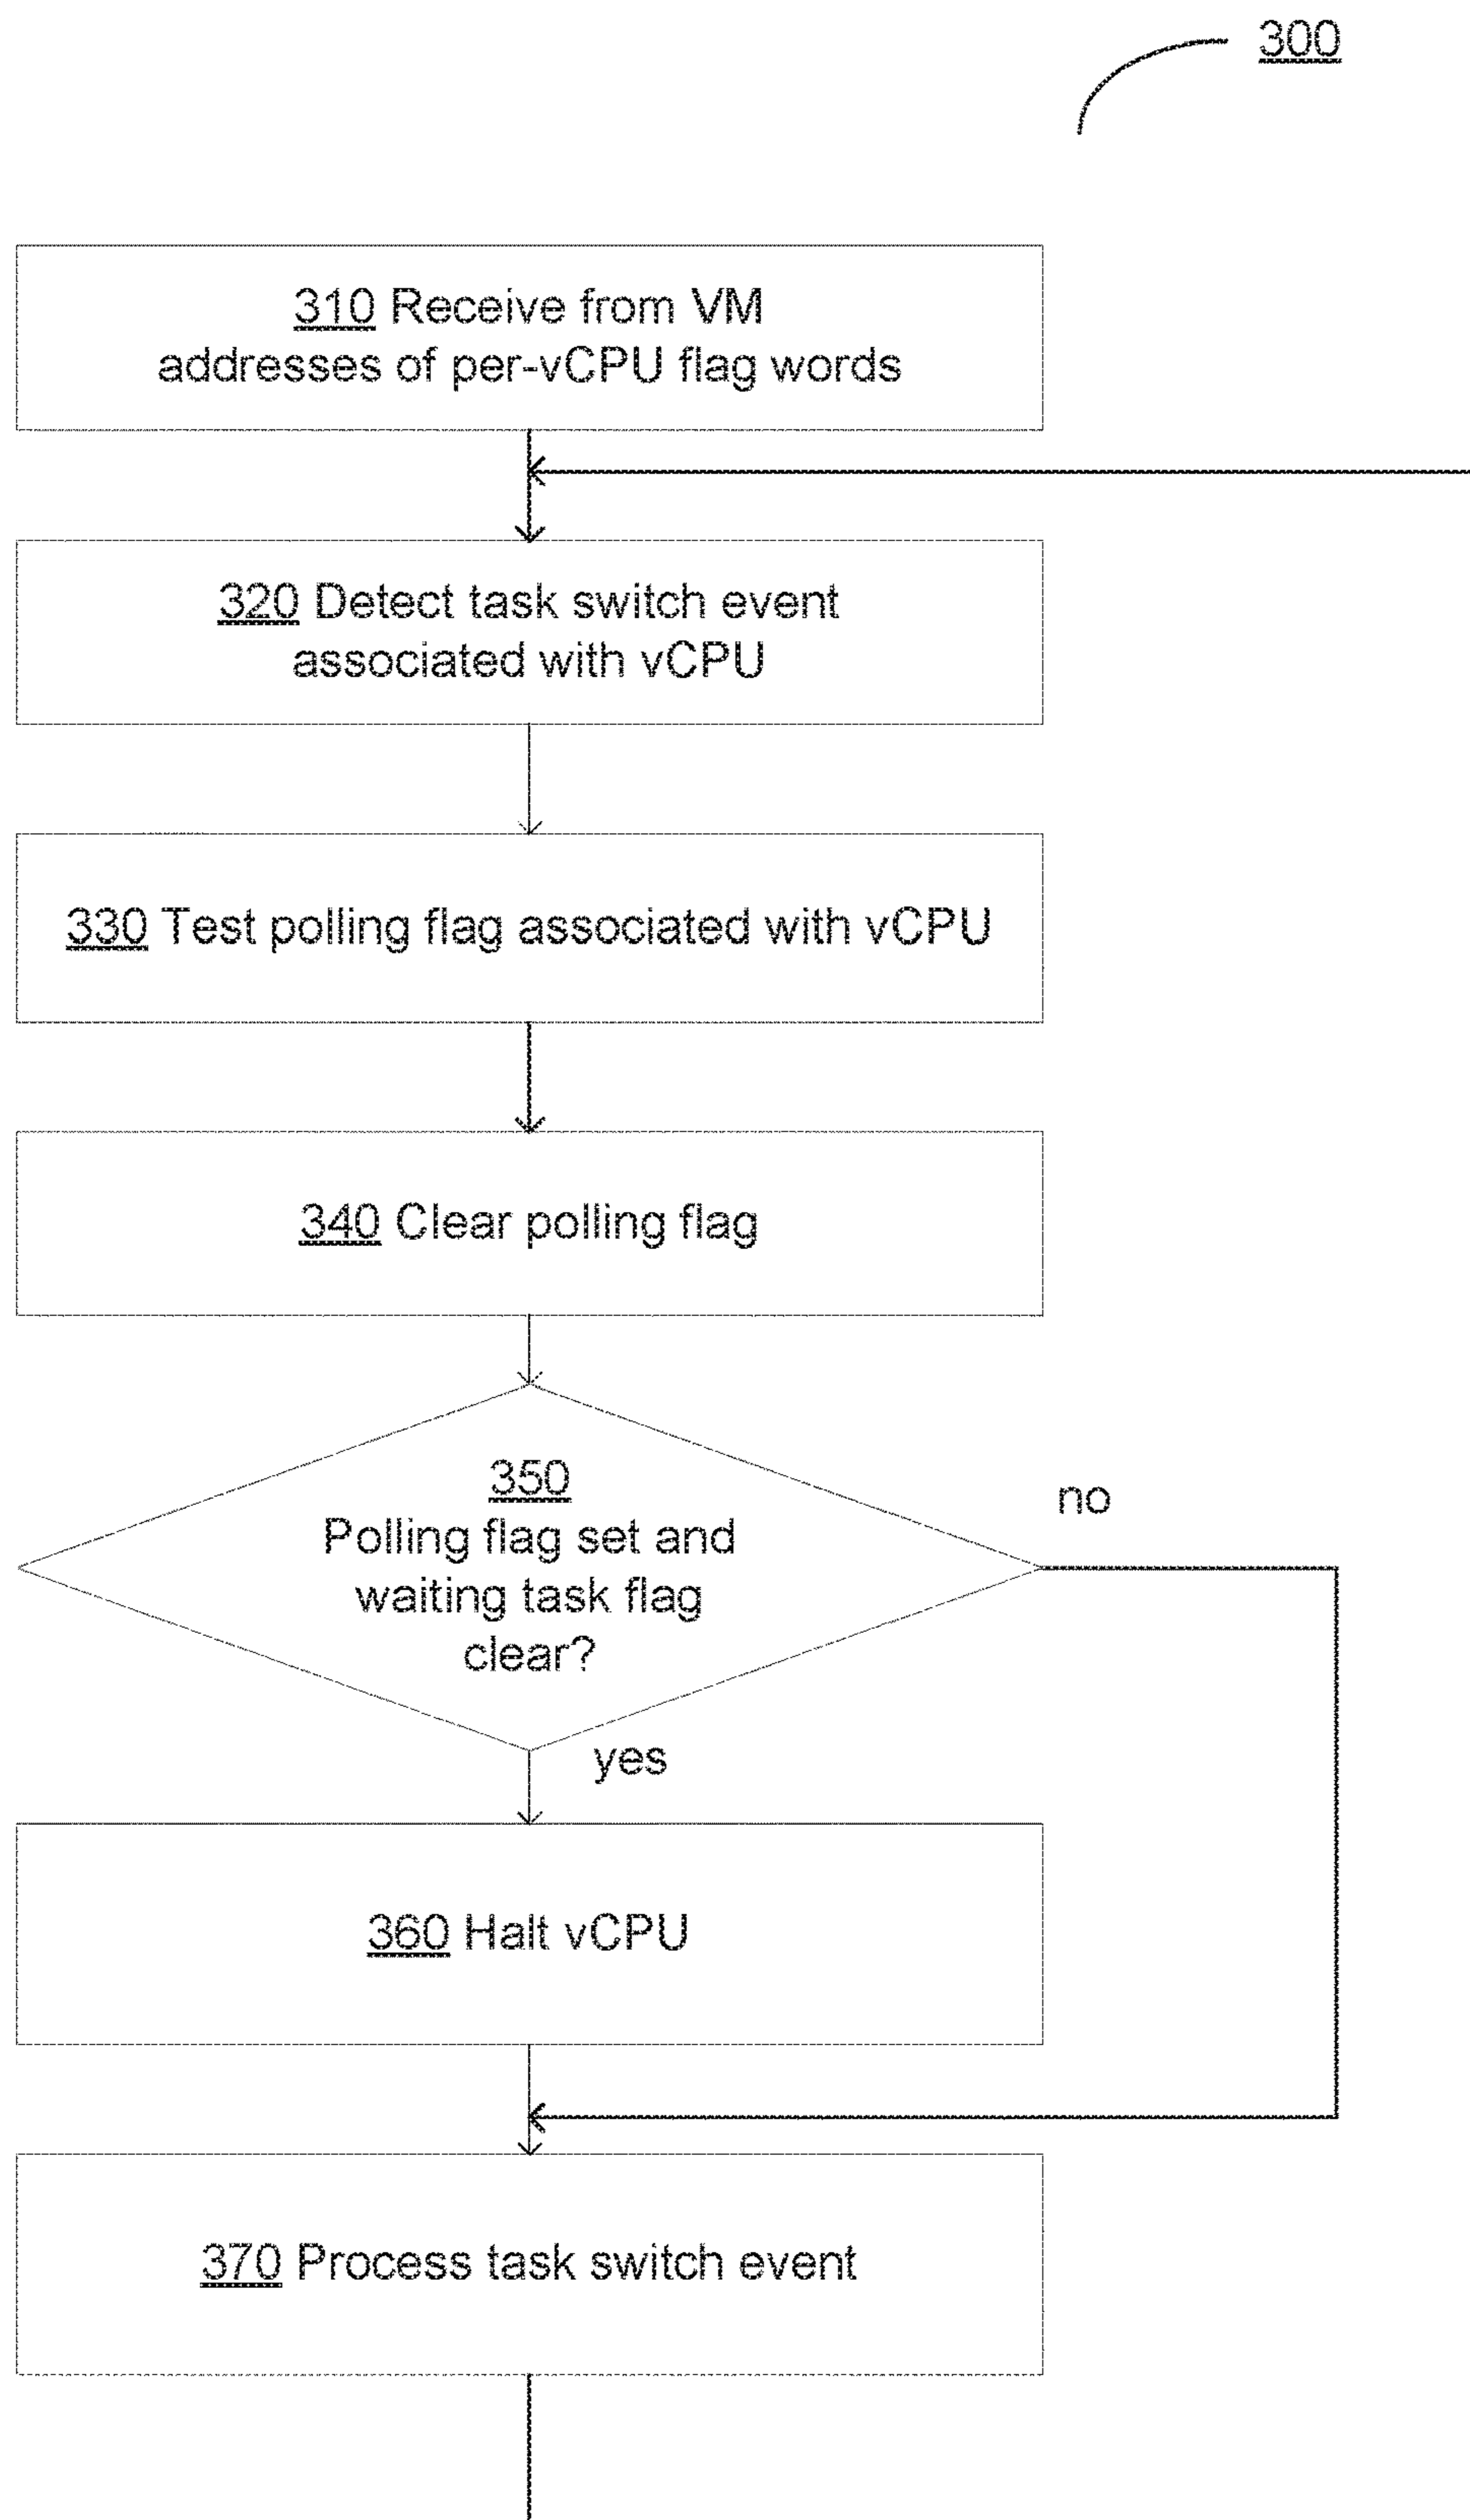 300
310 Receive from VM
addresses of per-vCPU flag words
320 Detect task switch event
associated with vCPU
330 Test polling flag associated with vCPU
340 Clear polling flag
350
Polling flag set and
waiting task flag
clear?
no
yes
360 Halt vCPU
370 Process task switch event